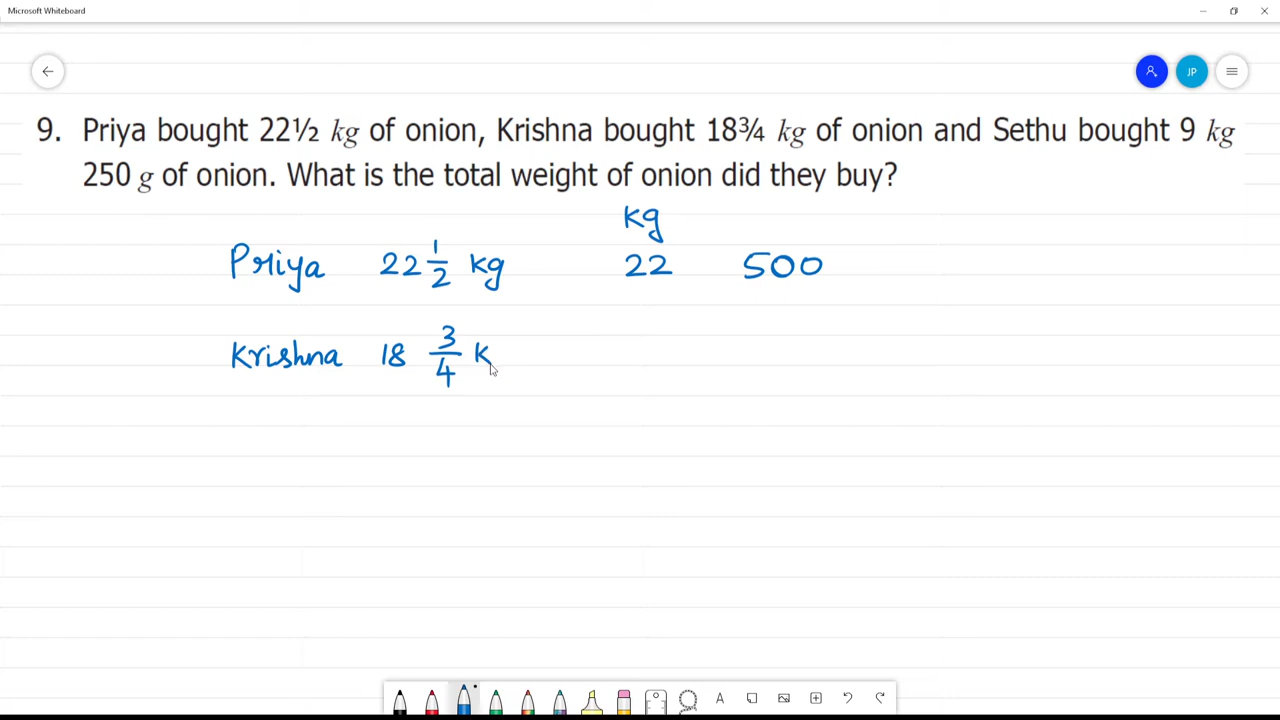 Microsoft Whiteboard
JP
9. Priya bought 22½ kg of onion, Krishna bought 18¾ kg of onion and Sethu bought 9 kg
250 g of onion. What is the total weight of onion did they buy?
kg
Priya 22 1/2 kg 22 500
Krishna 18 3/4 K
A